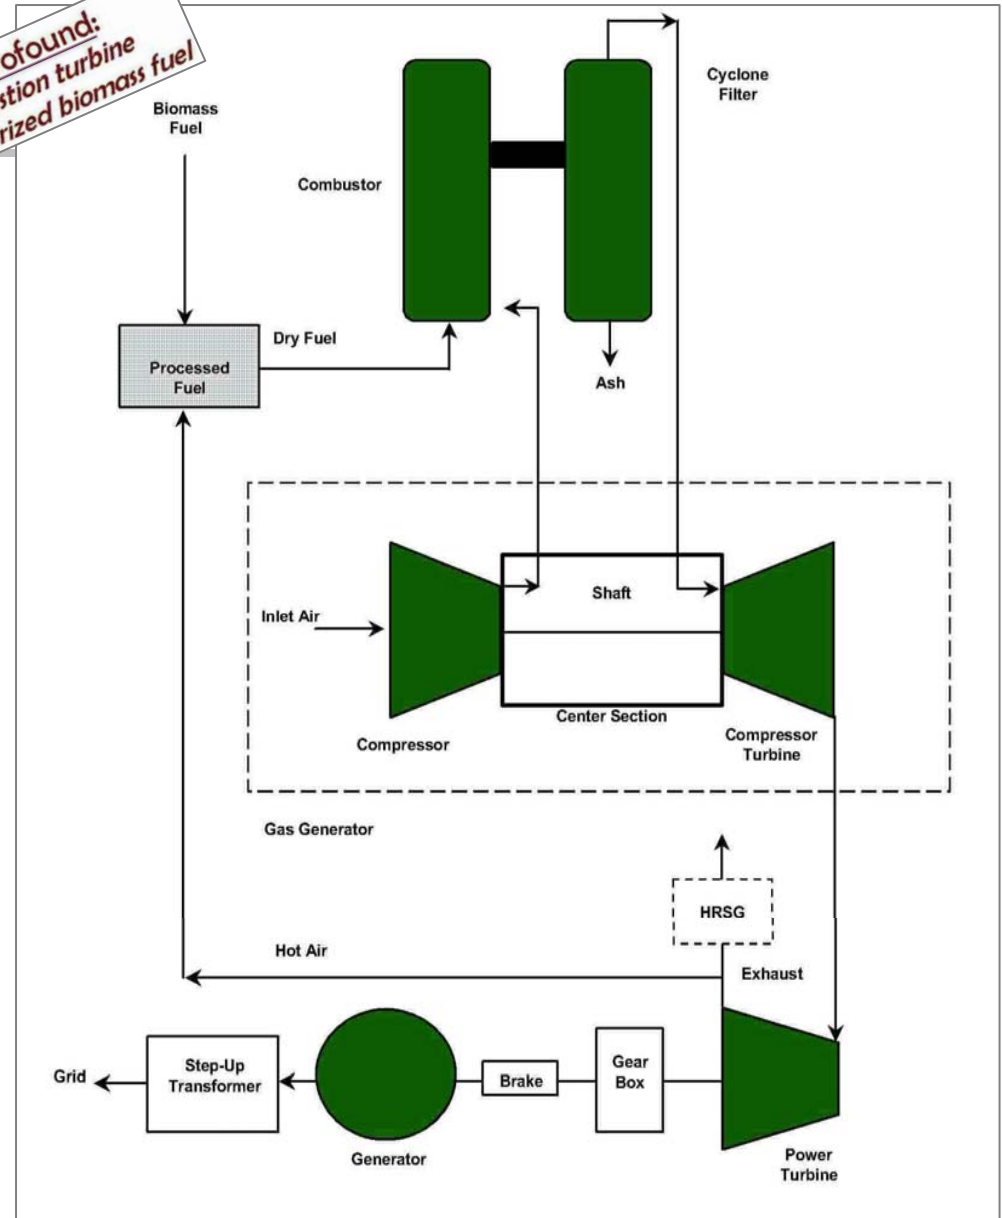 ofound:
stion turbine
rized biomass fuel
Cyclone
Filter
Biomass
Fuel
Combustor
Dry Fuel
Processed
Fuel
Ash
Shaft
Inlet Air
Center Section
Compressor
Compressor
Turbine
Gas Generator
HRSG
Hot Air
Exhaust
Grid
Step-Up
Transformer
Brake
Gear
Box
Generator
Power
Turbine